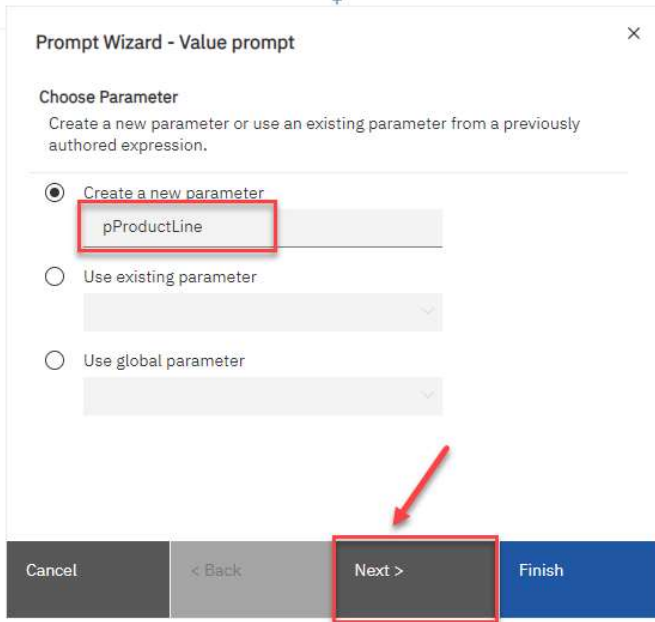 Prompt Wizard - Value prompt
Choose Parameter
Create a new parameter or use an existing parameter from a previously
authored expression.
Create a new parameter
pProductLine
Use existing parameter
Use global parameter
Cancel
< Back
Next >
Finish